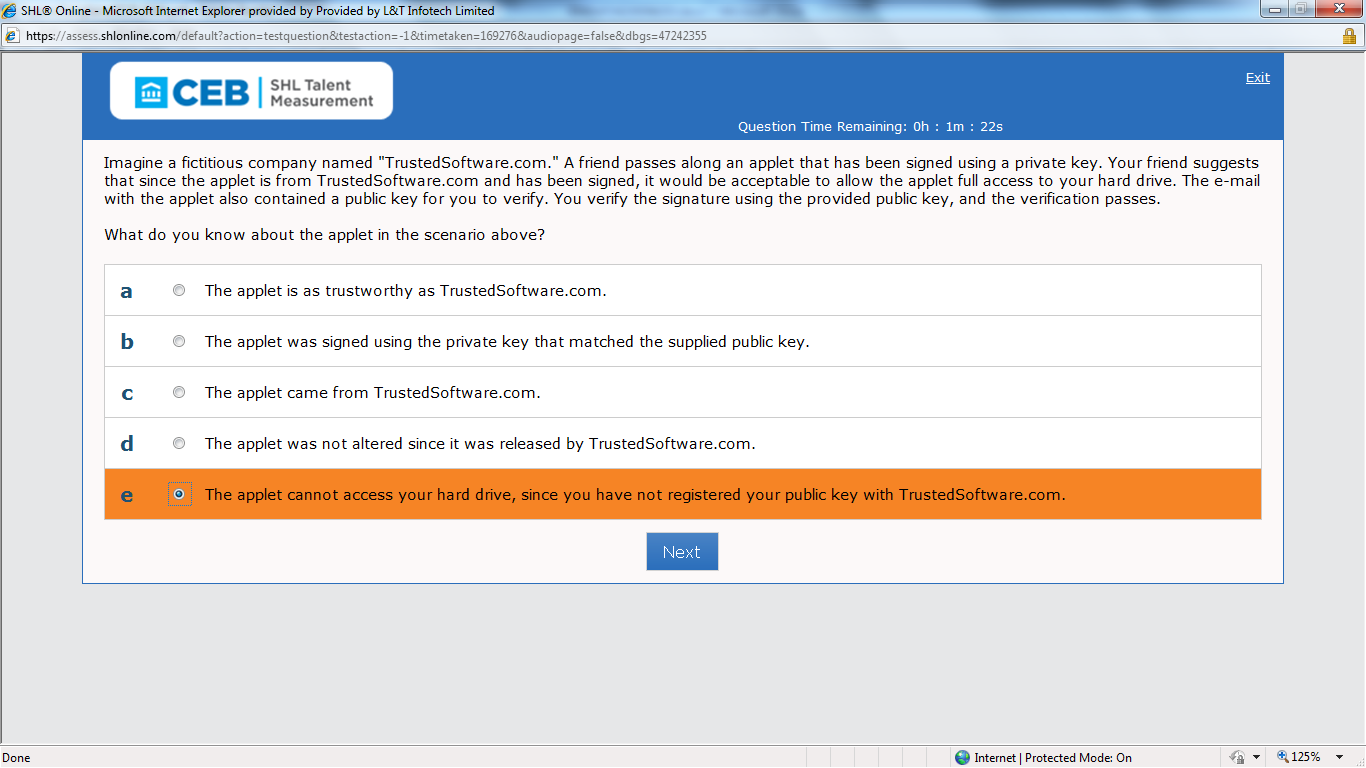 SHL® Online - Microsoft Internet Explorer provided by Provided by L&T Infotech Limited
https://assess.shlonline.com/default?action=testquestion&testaction=-1&timetaken=169276&audiopage=false&dbgs=47242355
CEB SHL Talent
Measurement
Exit
Question Time Remaining: 0h : 1m : 22s
Imagine a fictitious company named "TrustedSoftware.com." A friend passes along an applet that has been signed using a private key. Your friend suggests
that since the applet is from TrustedSoftware.com and has been signed, it would be acceptable to allow the applet full access to your hard drive. The e-mail
with the applet also contained a public key for you to verify. You verify the signature using the provided public key, and the verification passes.
What do you know about the applet in the scenario above?
a The applet is as trustworthy as TrustedSoftware.com.
b The applet was signed using the private key that matched the supplied public key.
c The applet came from TrustedSoftware.com.
d The applet was not altered since it was released by TrustedSoftware.com.
e The applet cannot access your hard drive, since you have not registered your public key with TrustedSoftware.com.
Next
Done
Internet | Protected Mode: On
125%